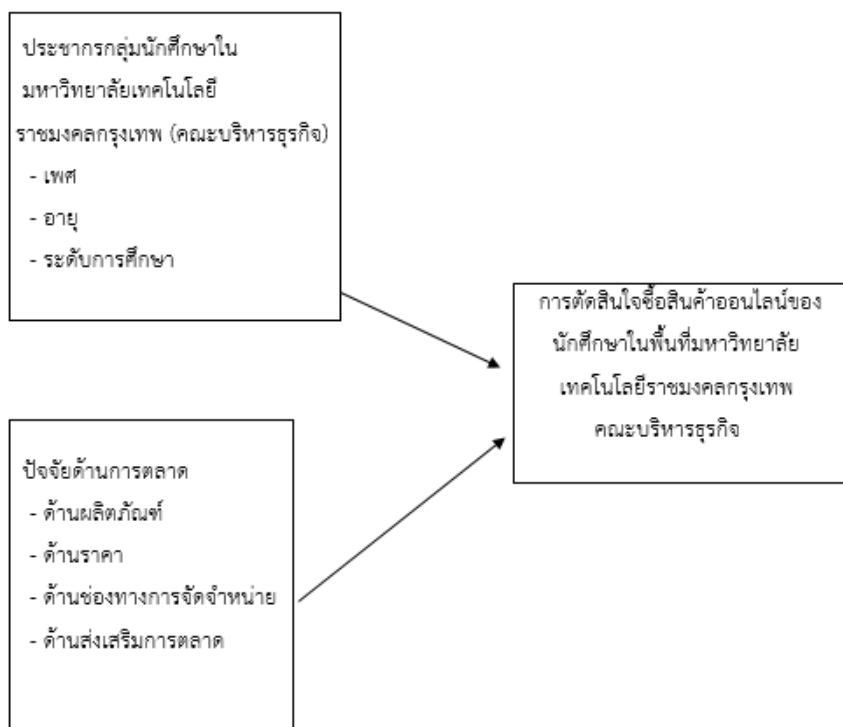 ประชากรกลุ่มนักศึกษาใน
มหาวิทยาลัยเทคโนโลยี
ราชมงคลกรุงเทพ (คณะบริหารธุรกิจ)
- เพศ
- อายุ
- ระดับการศึกษา
การตัดสินใจซื้อสินค้าออนไลน์ของ
นักศึกษาในพื้นที่มหาวิทยาลัย
เทคโนโลยีราชมงคลกรุงเทพ
คณะบริหารธุรกิจ
ปัจจัยด้านการตลาด
- ด้านผลิตภัณฑ์
- ด้านราคา
- ด้านช่องทางการจัดจำหน่าย
- ด้านส่งเสริมการตลาด